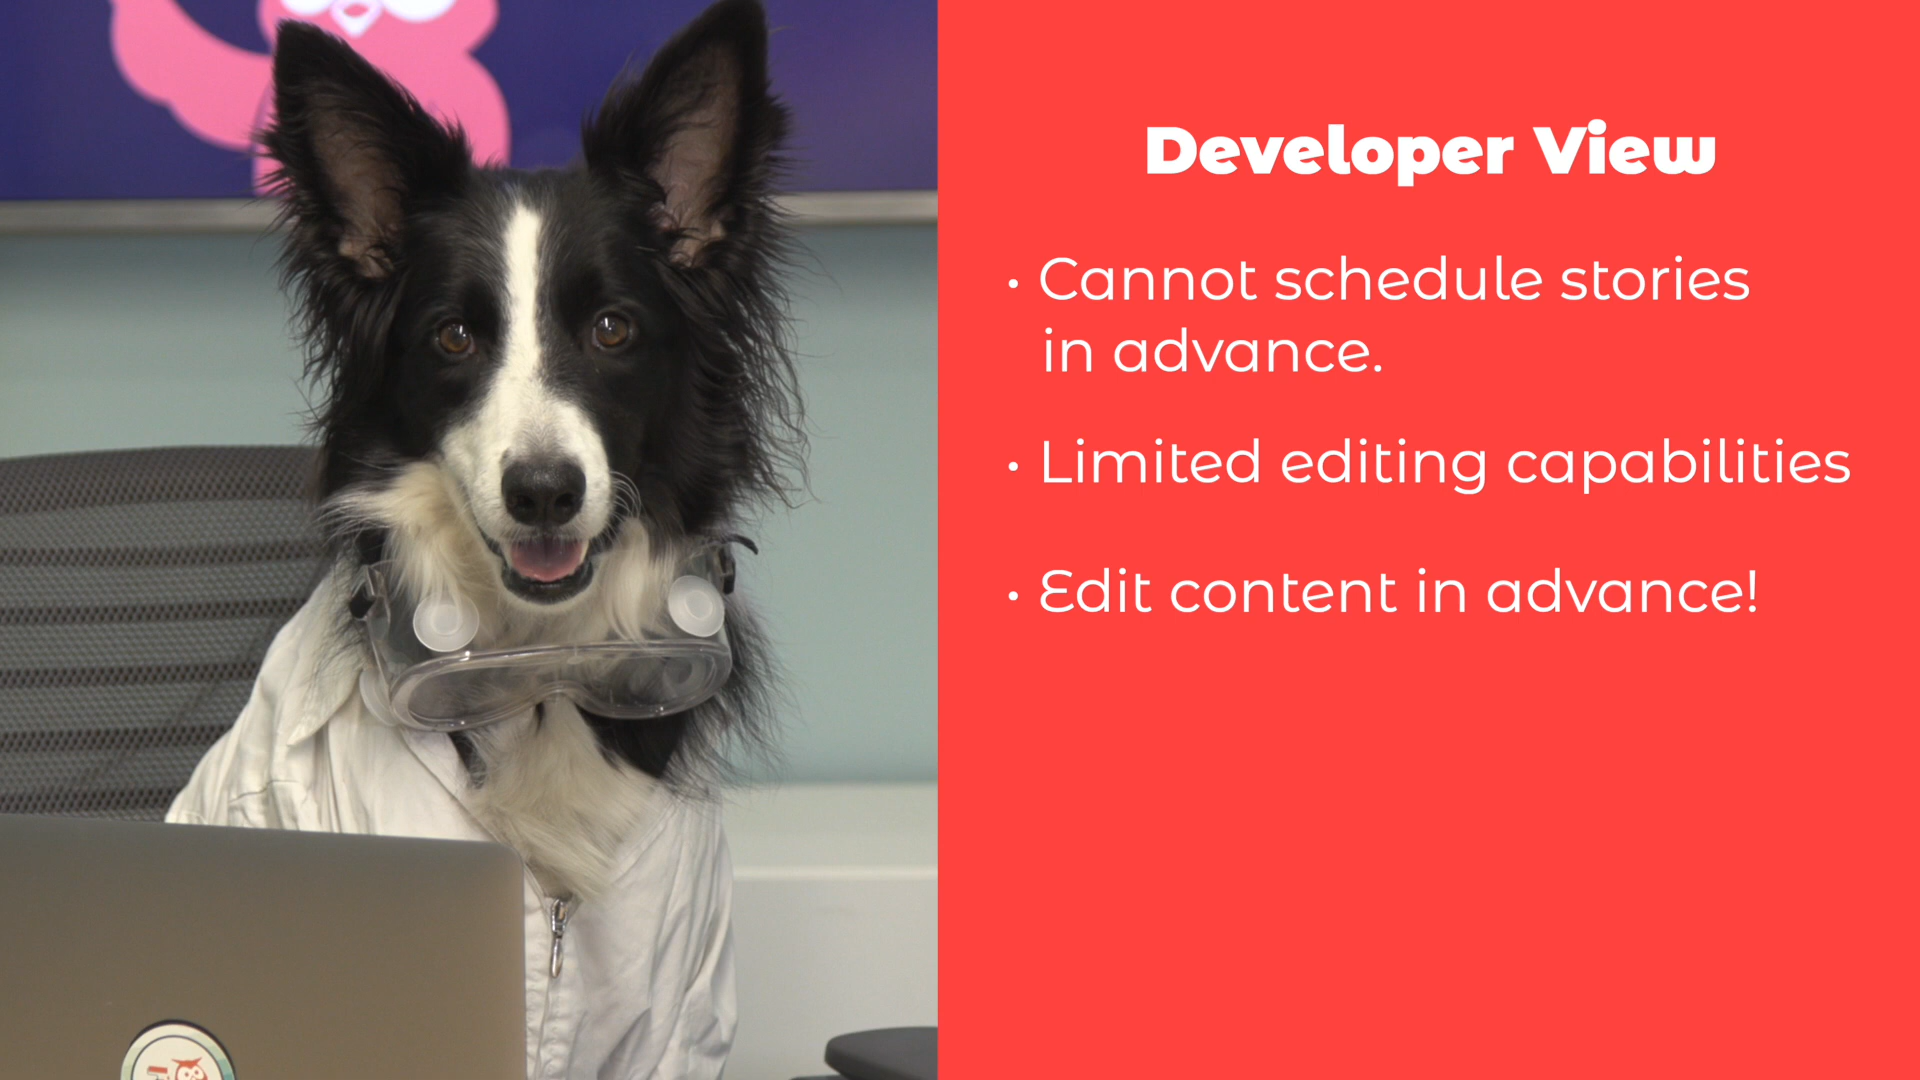 Developer View
• Cannot schedule stories
in advance.
• Limited editing capabilities
• Edit content in advance!